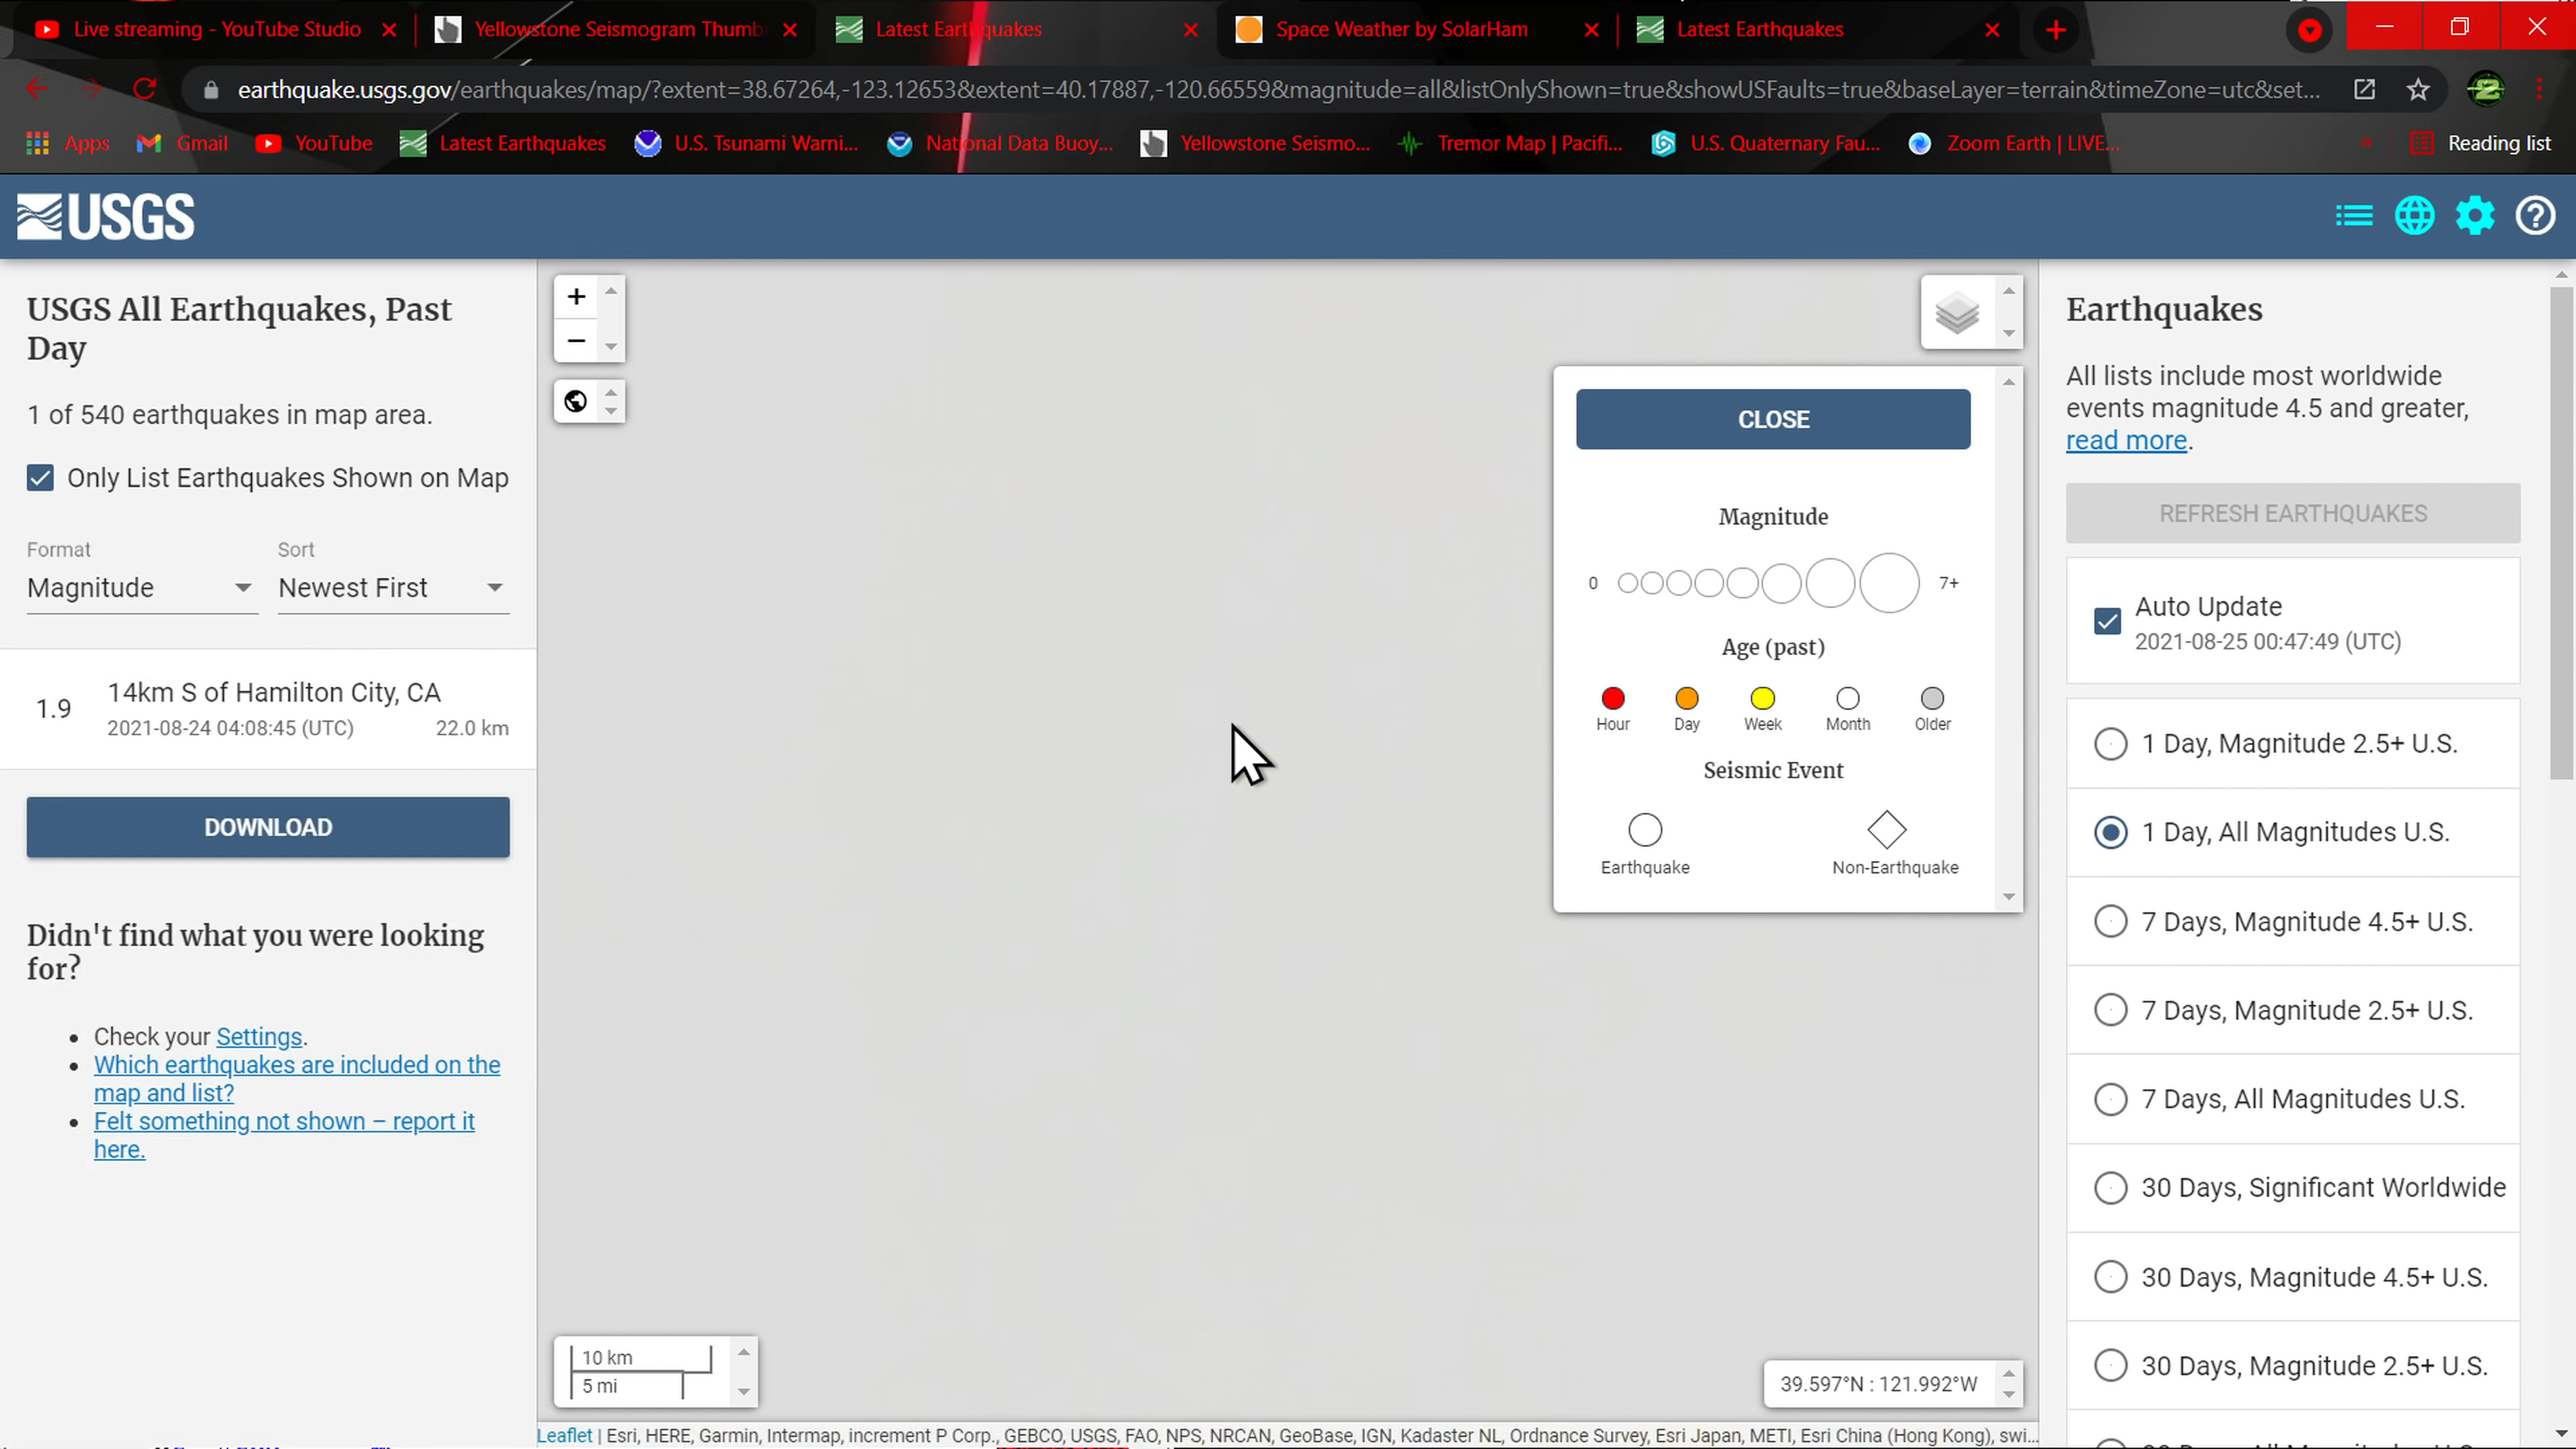 Live streaming - YouTube Studio
Yellowstone Seismogram Thumb
Latest Earthquakes
Space Weather by SolarHam
Latest Earthquakes
earthquake.usgs.gov/earthquakes/map/?extent=38.67264,-123.12653&extent=40.17887,-120.66559&magnitude=all&listOnlyShown=true&showUSFaults=true&baseLayer=terrain&timeZone=utc&set...
Apps
Gmail
YouTube
Latest Earthquakes
U.S. Tsunami Warni...
National Data Buoy...
Yellowstone Seismo...
Tremor Map | Pacifi...
U.S. Quaternary Fau...
Zoom Earth | LIVE...
»
Reading list
USGS
USGS All Earthquakes, Past
Day
1 of 540 earthquakes in map area.
Only List Earthquakes Shown on Map
Format
Magnitude
Sort
Newest First
1.9
14km S of Hamilton City, CA
2021-08-24 04:08:45 (UTC)
22.0 km
DOWNLOAD
Didn't find what you were looking
for?
• Check your Settings.
• Which earthquakes are included on the
map and list?
• Felt something not shown – report it
here.
+
−
CLOSE
Magnitude
0
7+
Age (past)
Hour
Day
Week
Month
Older
Seismic Event
Earthquake
Non-Earthquake
10 km
5 mi
39.597°N : 121.992°W
Leaflet | Esri, HERE, Garmin, Intermap, increment P Corp., GEBCO, USGS, FAO, NPS, NRCAN, GeoBase, IGN, Kadaster NL, Ordnance Survey, Esri Japan, METI, Esri China (Hong Kong), swi...
Earthquakes
All lists include most worldwide
events magnitude 4.5 and greater,
read more.
REFRESH EARTHQUAKES
Auto Update
2021-08-25 00:47:49 (UTC)
1 Day, Magnitude 2.5+ U.S.
1 Day, All Magnitudes U.S.
7 Days, Magnitude 4.5+ U.S.
7 Days, Magnitude 2.5+ U.S.
7 Days, All Magnitudes U.S.
30 Days, Significant Worldwide
30 Days, Magnitude 4.5+ U.S.
30 Days, Magnitude 2.5+ U.S.